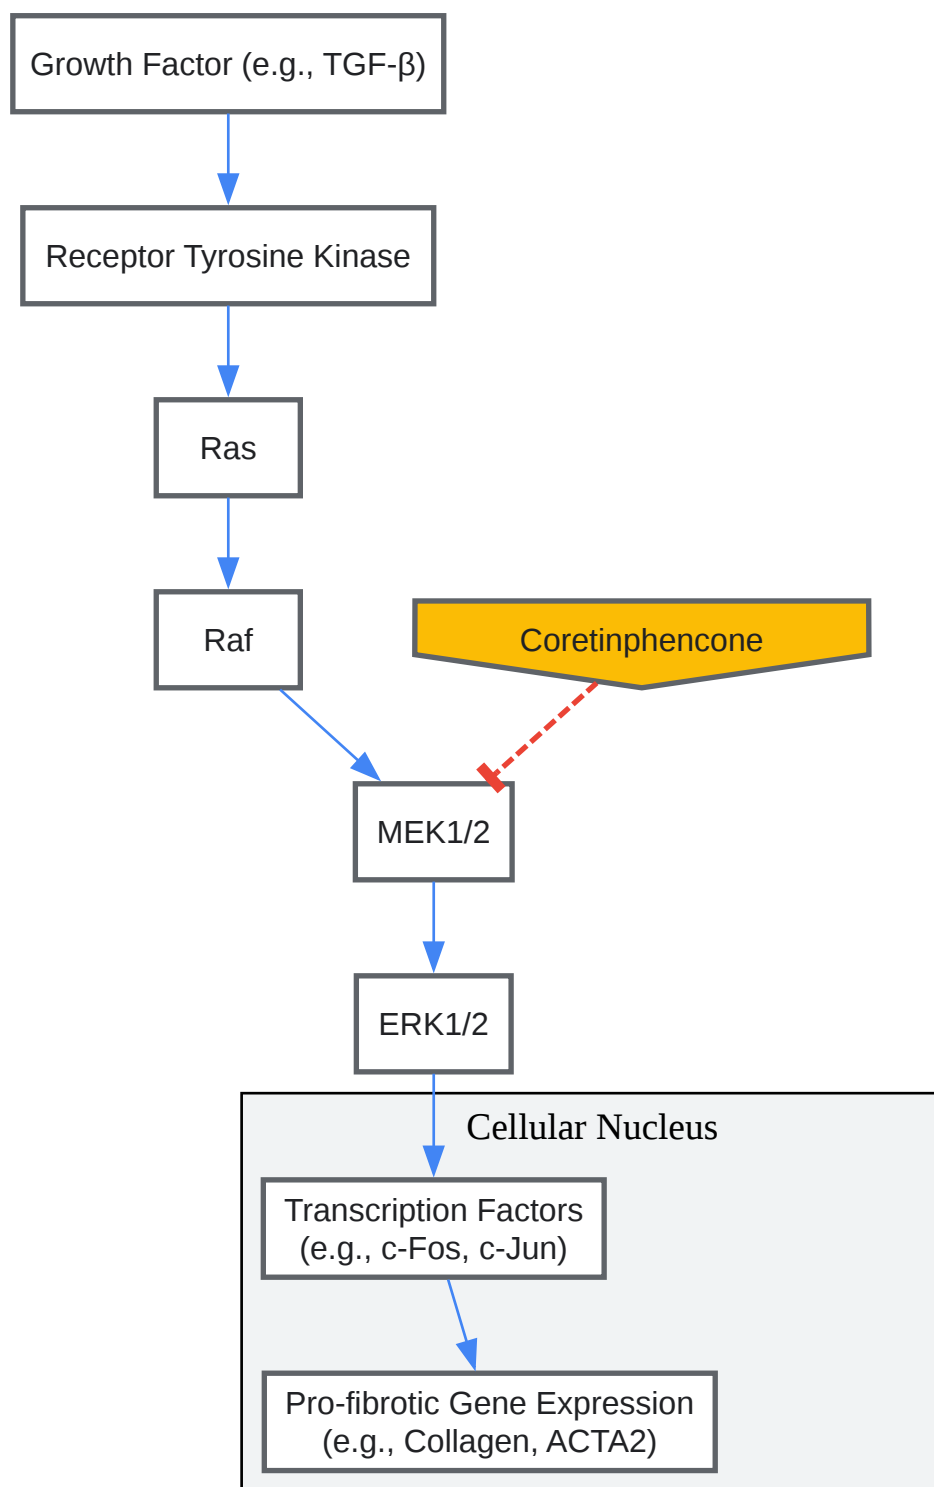 Growth Factor (e.g., TGF-β)
Receptor Tyrosine Kinase
Ras
Raf
Coretinphencone
MEK1/2
ERK1/2
Cellular Nucleus
Transcription Factors
(e.g., c-Fos, c-Jun)
Pro-fibrotic Gene Expression
(e.g., Collagen, ACTA2)